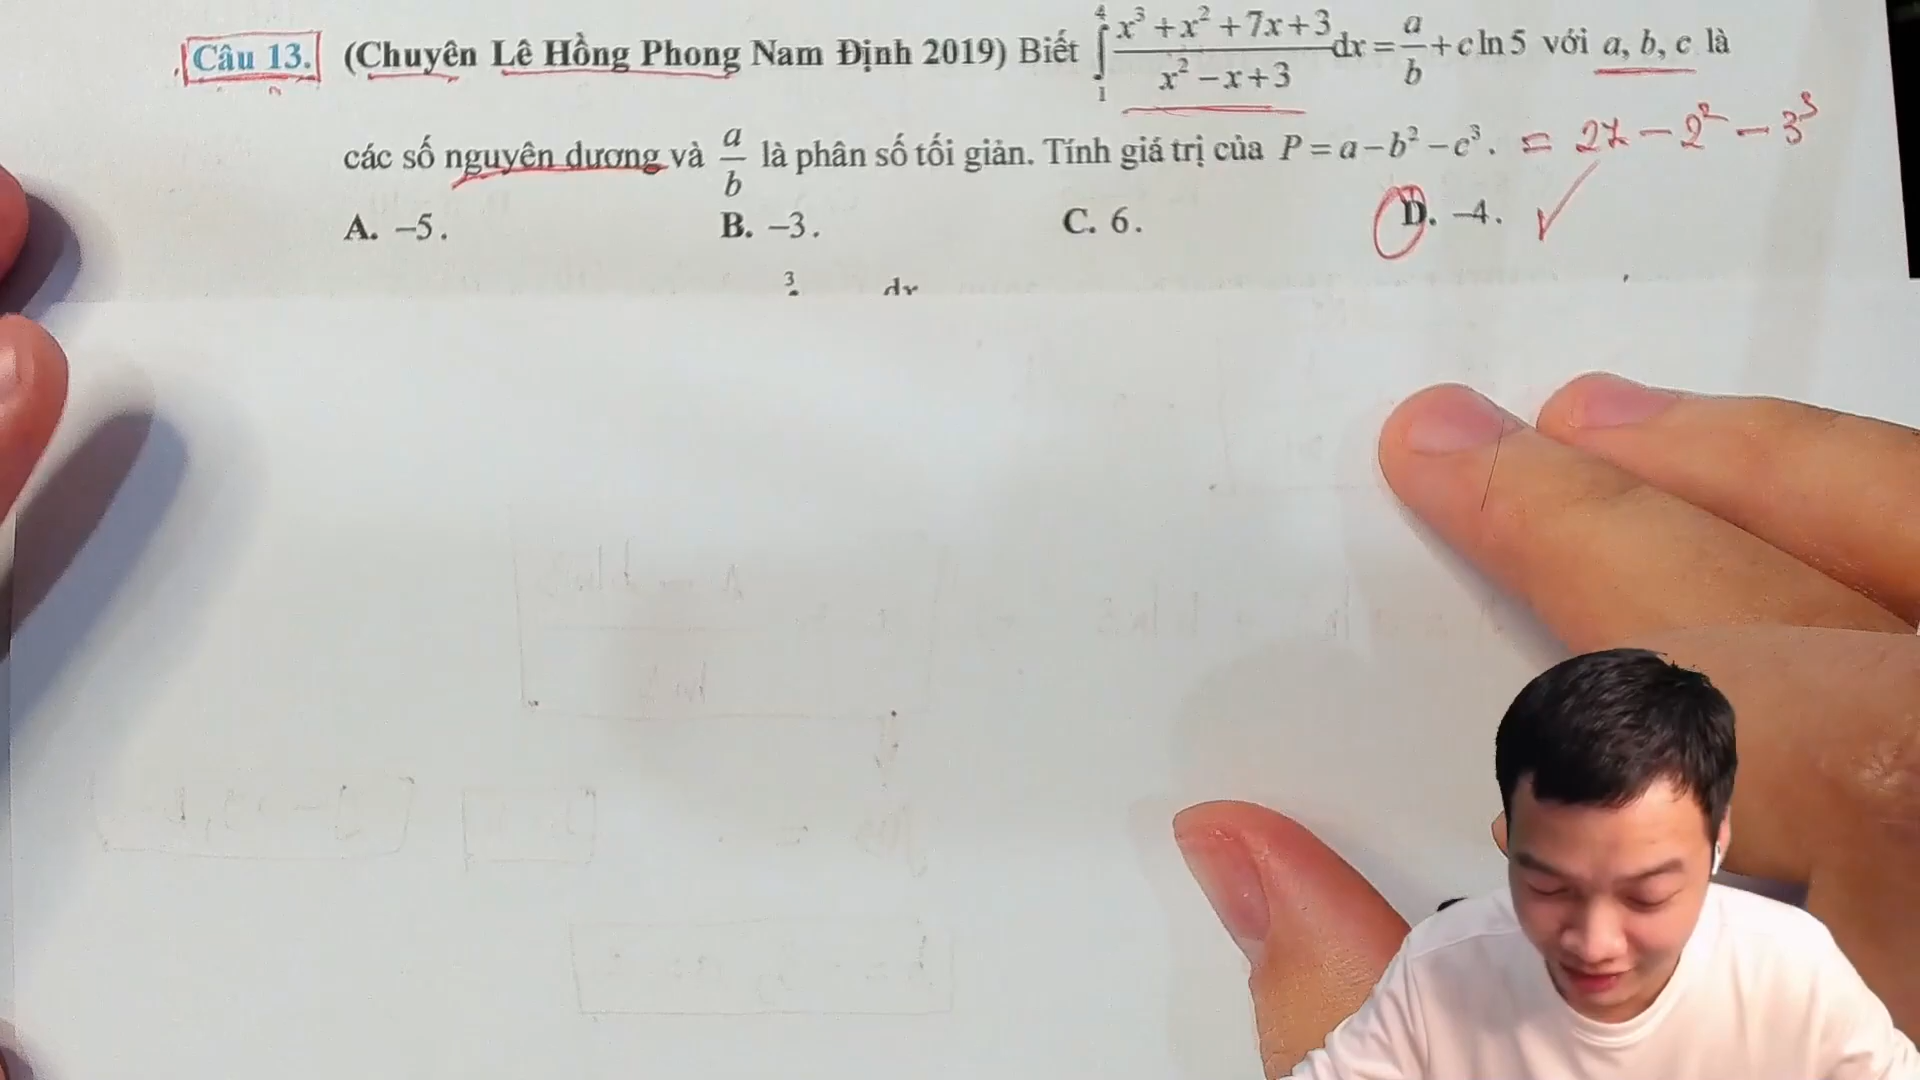 Câu 13. (Chuyên Lê Hồng Phong Nam Định 2019) Biết ∫₁⁴ (x³ + x² + 7x + 3)/(x² − x + 3) dx = a/b + c ln 5 với a, b, c là
các số nguyên dương và a/b là phân số tối giản. Tính giá trị của P = a − b² − c³. = 27 − 2² − 3³
A. −5. B. −3. C. 6. D. −4.
3 dx